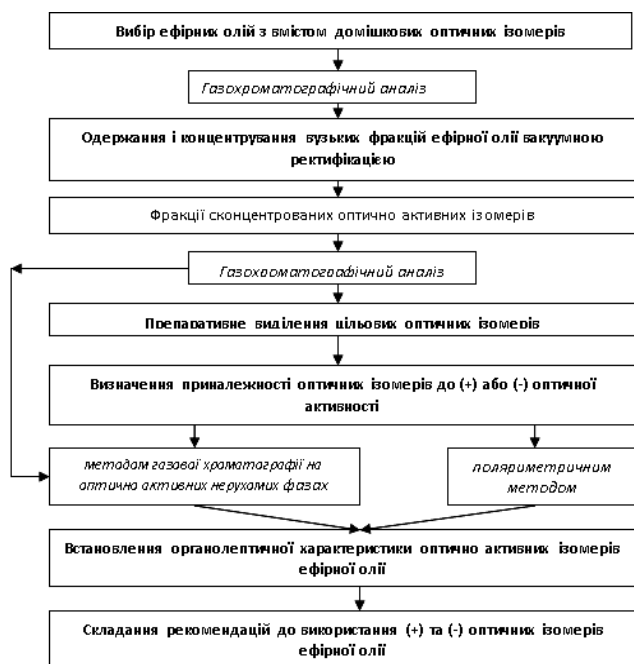 Вибір ефірних олій з вмістом домішкових оптичних ізомерів
Газохроматографічний аналіз
Одержання і концентрування вузьких фракцій ефірної олії вакуумною
ректифікацією
Фракції сконцентрованих оптично активних ізомерів
Газохроматографічний аналіз
Препаративне виділення цільових оптичних ізомерів
Визначення приналежності оптичних ізомерів до (+) або (-) оптичної
активності
методом газової хроматографії на
оптично активних нерухомих фазах
поляриметричним
методом
Встановлення органолептичної характеристики оптично активних ізомерів
ефірної олії
Складання рекомендацій до використання (+) та (-) оптичних ізомерів
ефірної олії